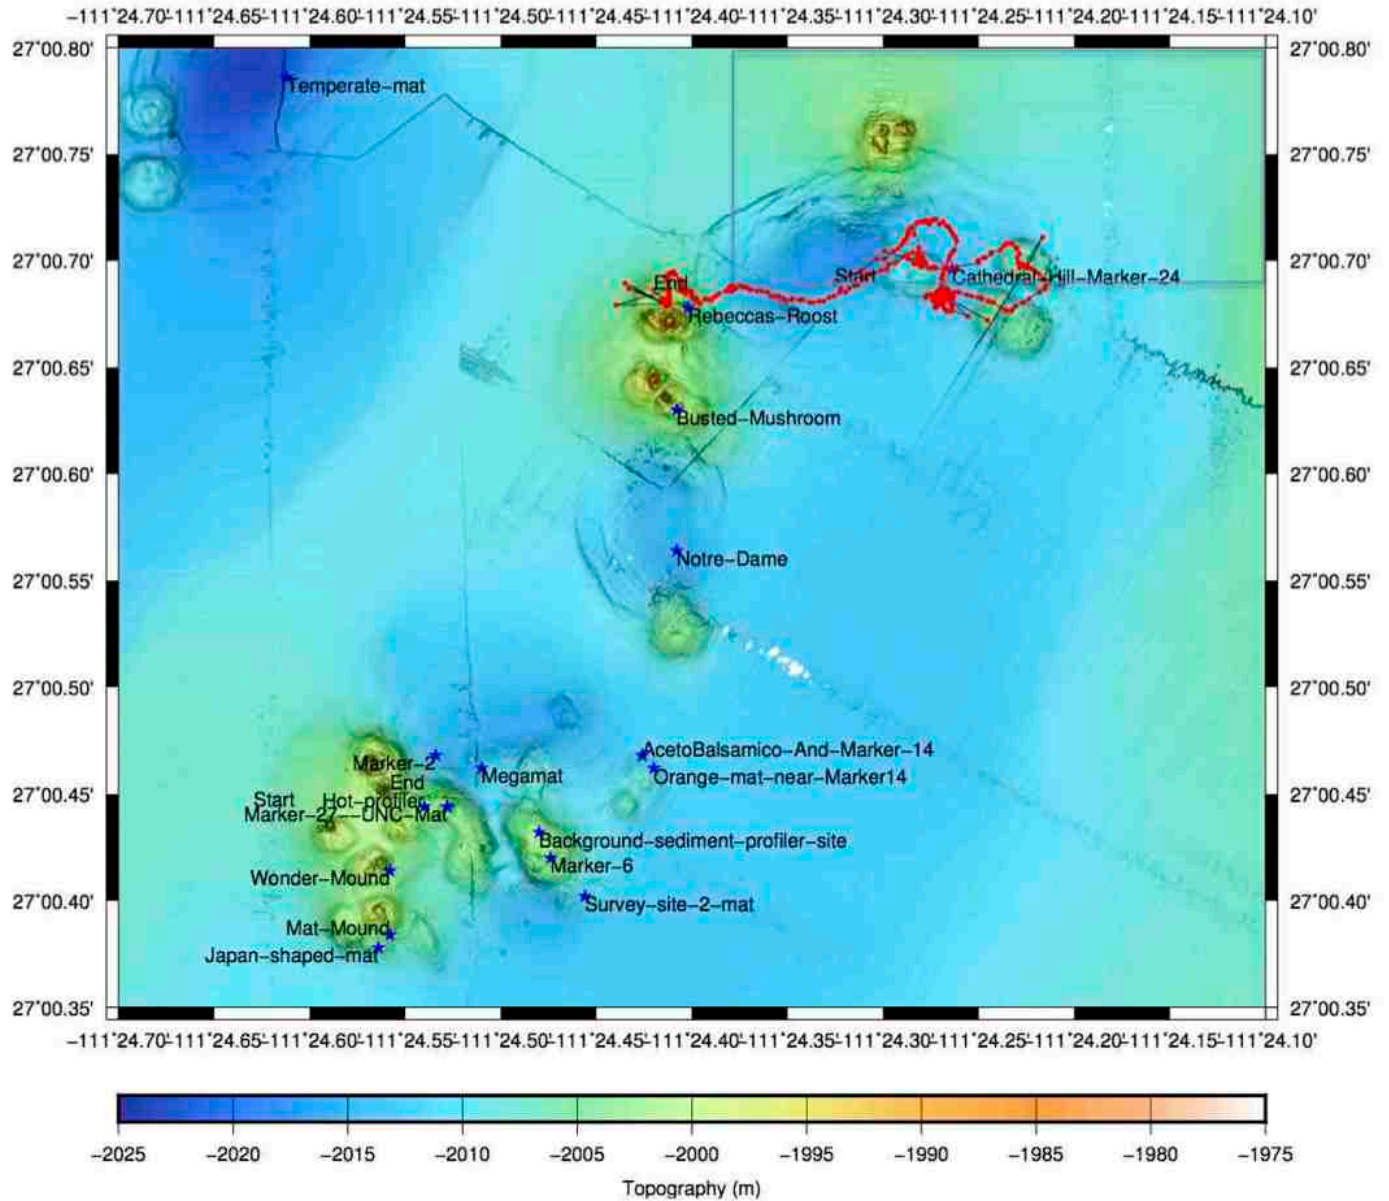 -111°24.70' -111°24.65' -111°24.60' -111°24.55' -111°24.50' -111°24.45' -111°24.40' -111°24.35' -111°24.30' -111°24.25' -111°24.20' -111°24.15' -111°24.10'
27°00.80' 27°00.80'
Temperate-mat
27°00.75' 27°00.75'
27°00.70' 27°00.70'
End Start Cathedral-Hill-Marker-24
Rebeccas-Roost
27°00.65' 27°00.65'
Busted-Mushroom
27°00.60' 27°00.60'
Notre-Dame
27°00.55' 27°00.55'
27°00.50' 27°00.50'
AcetoBalsamico-And-Marker-14
Marker-2
Megamat Orange-mat-near-Marker14
End
27°00.45' 27°00.45'
Start Hot-profiler
Marker-27--UNC-Mat
Background-sediment-profiler-site
Marker-6
Wonder-Mound
27°00.40' 27°00.40'
Survey-site-2-mat
Mat-Mound
Japan-shaped-mat
27°00.35' 27°00.35'
-111°24.70' -111°24.65' -111°24.60' -111°24.55' -111°24.50' -111°24.45' -111°24.40' -111°24.35' -111°24.30' -111°24.25' -111°24.20' -111°24.15' -111°24.10'
-2025 -2020 -2015 -2010 -2005 -2000 -1995 -1990 -1985 -1980 -1975
Topography (m)